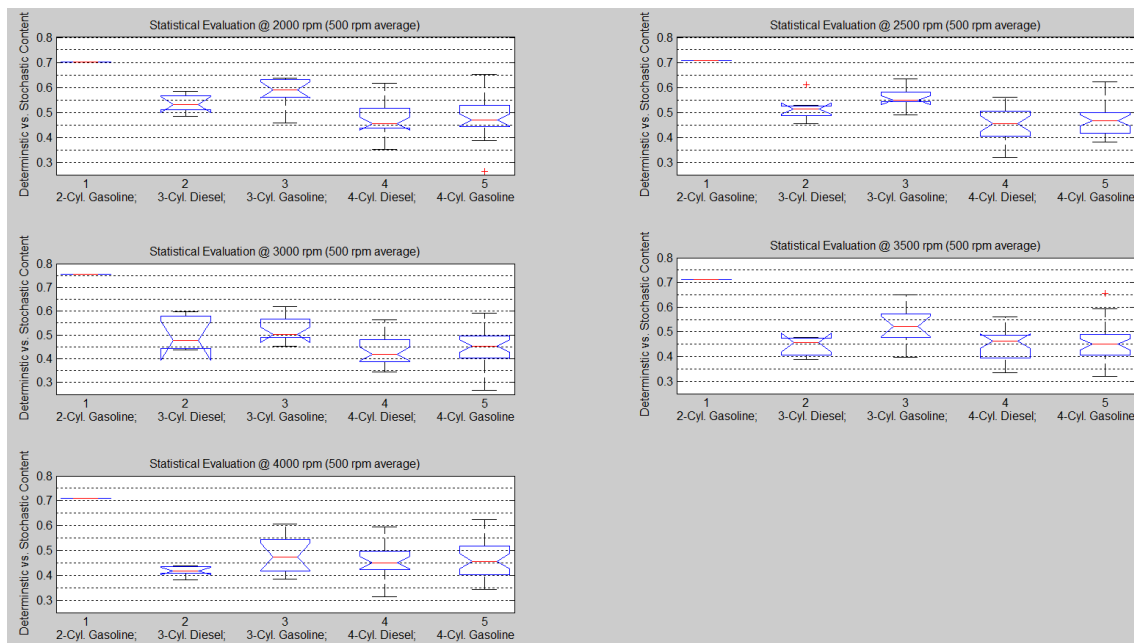 Statistical Evaluation @ 2000 rpm (500 rpm average)
Determinstic vs. Stochastic Content
0.8
0.7
0.6
0.5
0.4
0.3
1 2 3 4 5
2-Cyl. Gasoline; 3-Cyl. Diesel; 3-Cyl. Gasoline; 4-Cyl. Diesel; 4-Cyl. Gasoline
Statistical Evaluation @ 2500 rpm (500 rpm average)
Determinstic vs. Stochastic Content
0.8
0.7
0.6
0.5
0.4
0.3
1 2 3 4 5
2-Cyl. Gasoline; 3-Cyl. Diesel; 3-Cyl. Gasoline; 4-Cyl. Diesel; 4-Cyl. Gasoline
Statistical Evaluation @ 3000 rpm (500 rpm average)
Determinstic vs. Stochastic Content
0.8
0.7
0.6
0.5
0.4
0.3
1 2 3 4 5
2-Cyl. Gasoline; 3-Cyl. Diesel; 3-Cyl. Gasoline; 4-Cyl. Diesel; 4-Cyl. Gasoline
Statistical Evaluation @ 3500 rpm (500 rpm average)
Determinstic vs. Stochastic Content
0.8
0.7
0.6
0.5
0.4
0.3
1 2 3 4 5
2-Cyl. Gasoline; 3-Cyl. Diesel; 3-Cyl. Gasoline; 4-Cyl. Diesel; 4-Cyl. Gasoline
Statistical Evaluation @ 4000 rpm (500 rpm average)
Determinstic vs. Stochastic Content
0.8
0.7
0.6
0.5
0.4
0.3
1 2 3 4 5
2-Cyl. Gasoline; 3-Cyl. Diesel; 3-Cyl. Gasoline; 4-Cyl. Diesel; 4-Cyl. Gasoline